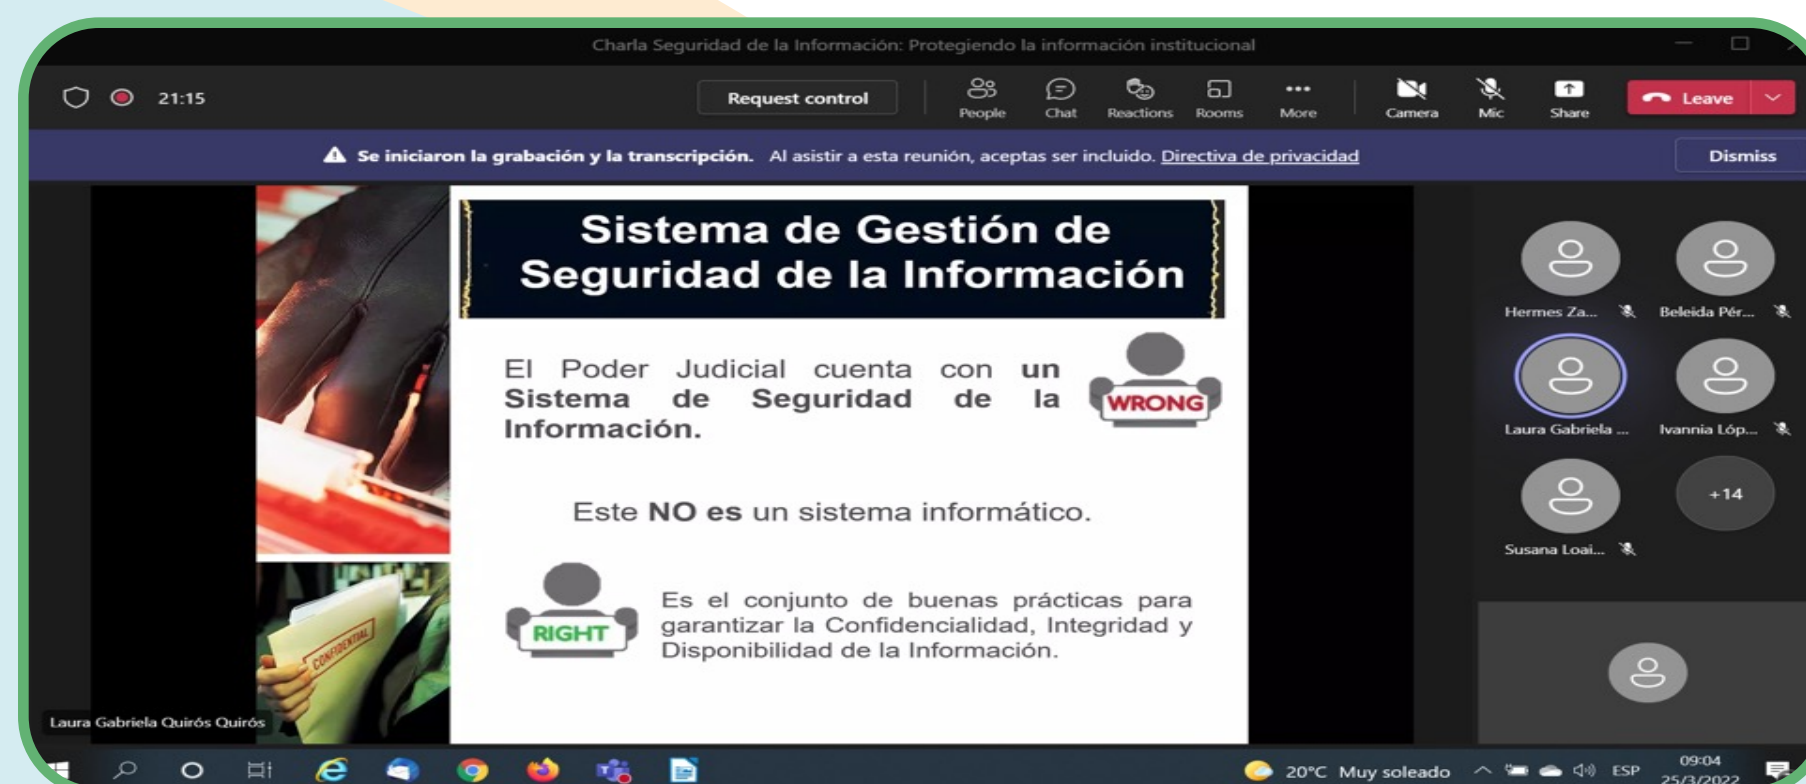 Charla Seguridad de la Información: Protegiendo la información institucional
21:15
Request control
People
Chat
Reactions
Rooms
More
Camera
Mic
Share
Leave
Se iniciaron la grabación y la transcripción. Al asistir a esta reunión, aceptas ser incluido. Directiva de privacidad
Dismiss
Sistema de Gestión de
Seguridad de la Información
El Poder Judicial cuenta con un
Sistema de Seguridad de la
Información.
WRONG
Este NO es un sistema informático.
RIGHT
Es el conjunto de buenas prácticas para
garantizar la Confidencialidad, Integridad y
Disponibilidad de la Información.
CONFIDENTIAL
Laura Gabriela Quirós Quirós
Hermes Za...
Beleida Pér...
Laura Gabriela ...
Ivannia Lóp...
Susana Loai...
+14
20°C Muy soleado
ESP
09:04
25/3/2022